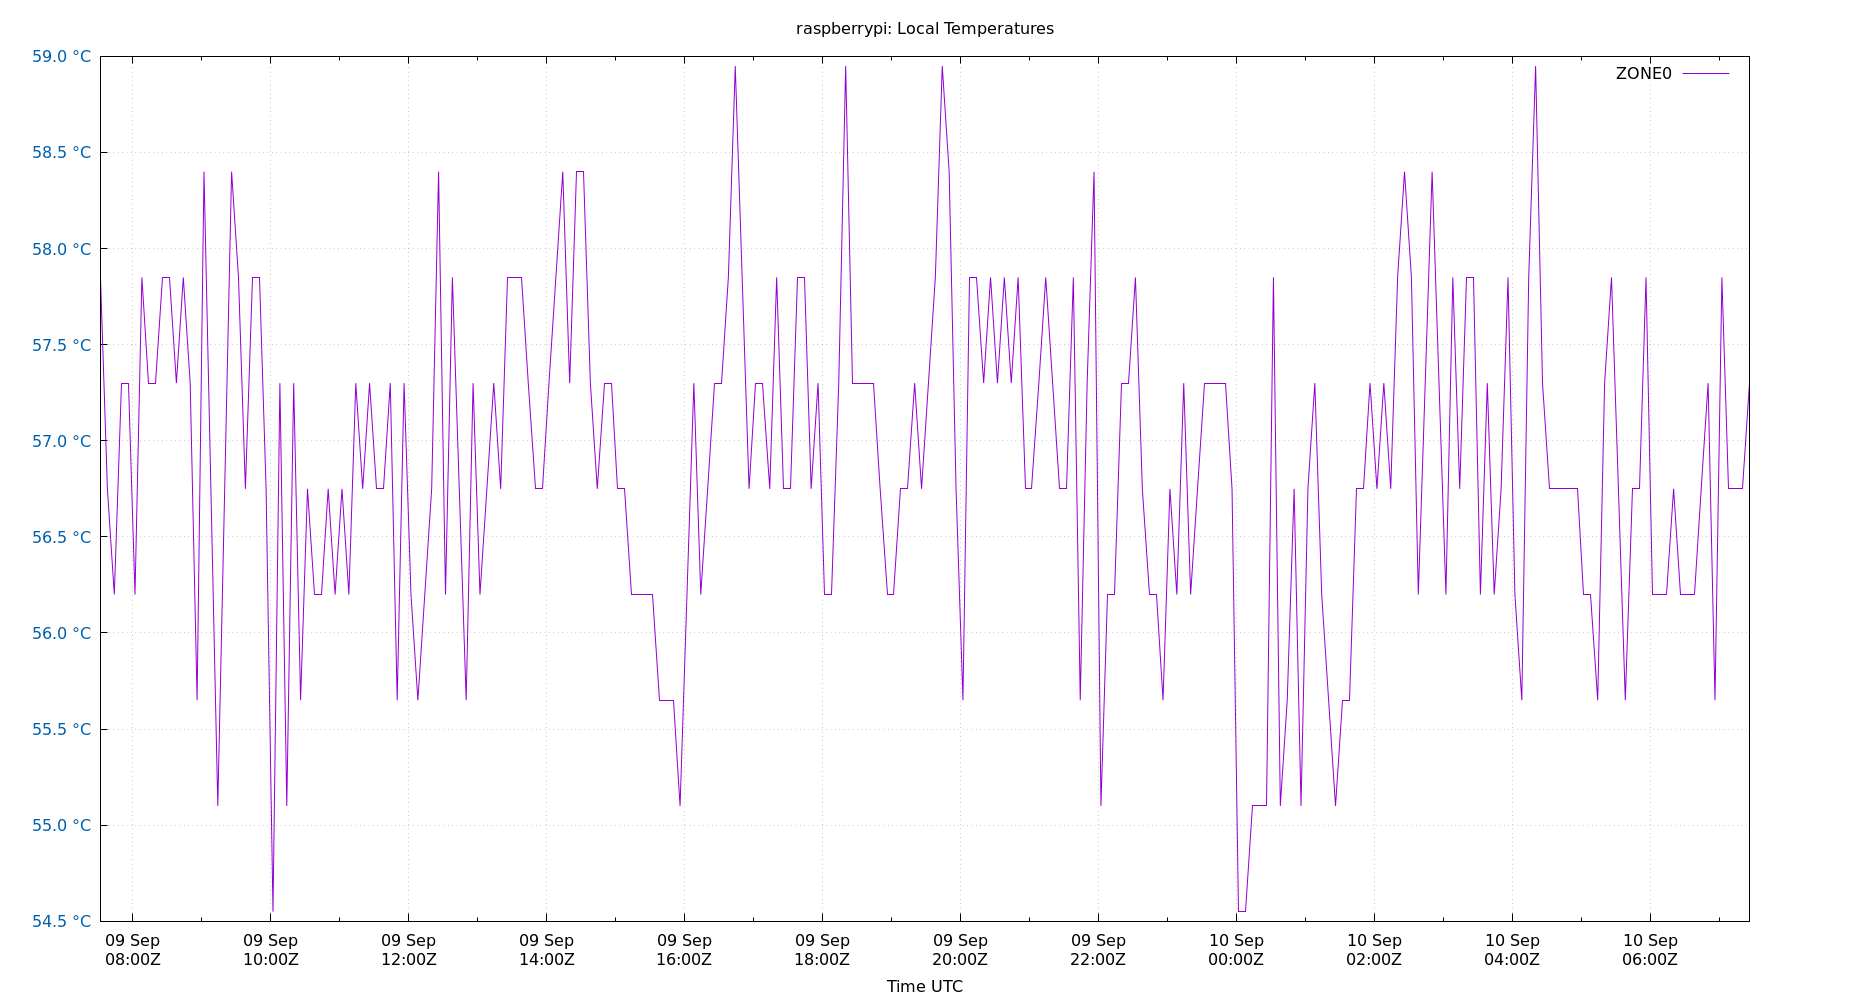 raspberrypi: Local Temperatures
59.0 °C
ZONE0
58.5 °C
58.0 °C
57.5 °C
57.0 °C
56.5 °C
56.0 °C
55.5 °C
55.0 °C
54.5 °C
09 Sep 09 Sep 09 Sep 09 Sep 09 Sep 09 Sep 09 Sep 09 Sep 10 Sep 10 Sep 10 Sep 10 Sep
08:00Z 10:00Z 12:00Z 14:00Z 16:00Z 18:00Z 20:00Z 22:00Z 00:00Z 02:00Z 04:00Z 06:00Z
Time UTC